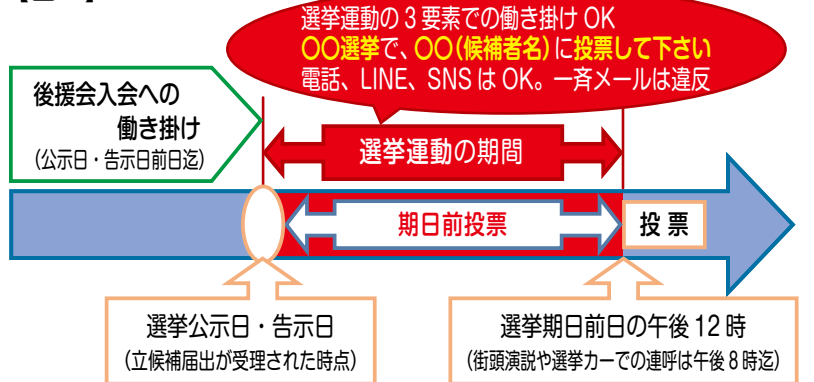 選挙運動の3要素での働き掛けOK
〇〇選挙で、〇〇(候補者名)に投票して下さい
電話、LINE、SNSはOK。一斉メールは違反
後援会入会への
働き掛け
(公示日・告示日前日迄)
選挙運動の期間
期日前投票
投票
選挙公示日・告示日
(立候補届出が受理された時点)
選挙期日前日の午後12時
(街頭演説や選挙カーでの連呼は午後8時迄)